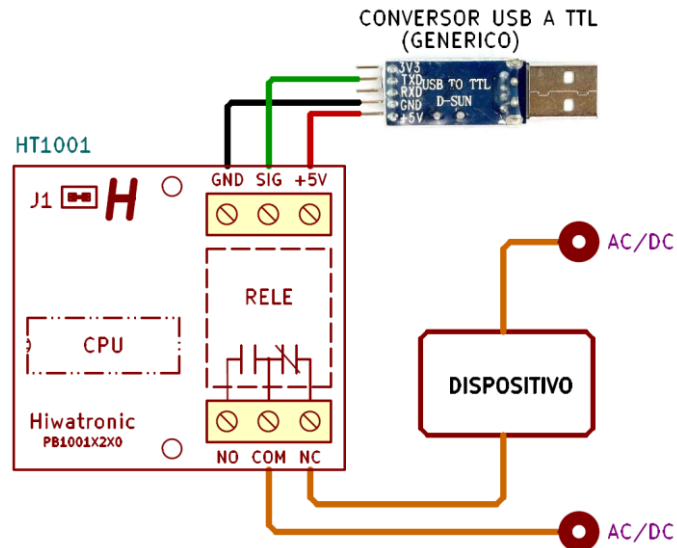 CONVERSOR USB A TTL
(GENERICO)
3V3
TXD
RXD
GND
+5V
USB TO TTL
D-SUN
HT1001
J1 H
GND SIG +5V
RELE
CPU
Hiwatronic
PB1001X2X0
NO COM NC
AC/DC
DISPOSITIVO
AC/DC